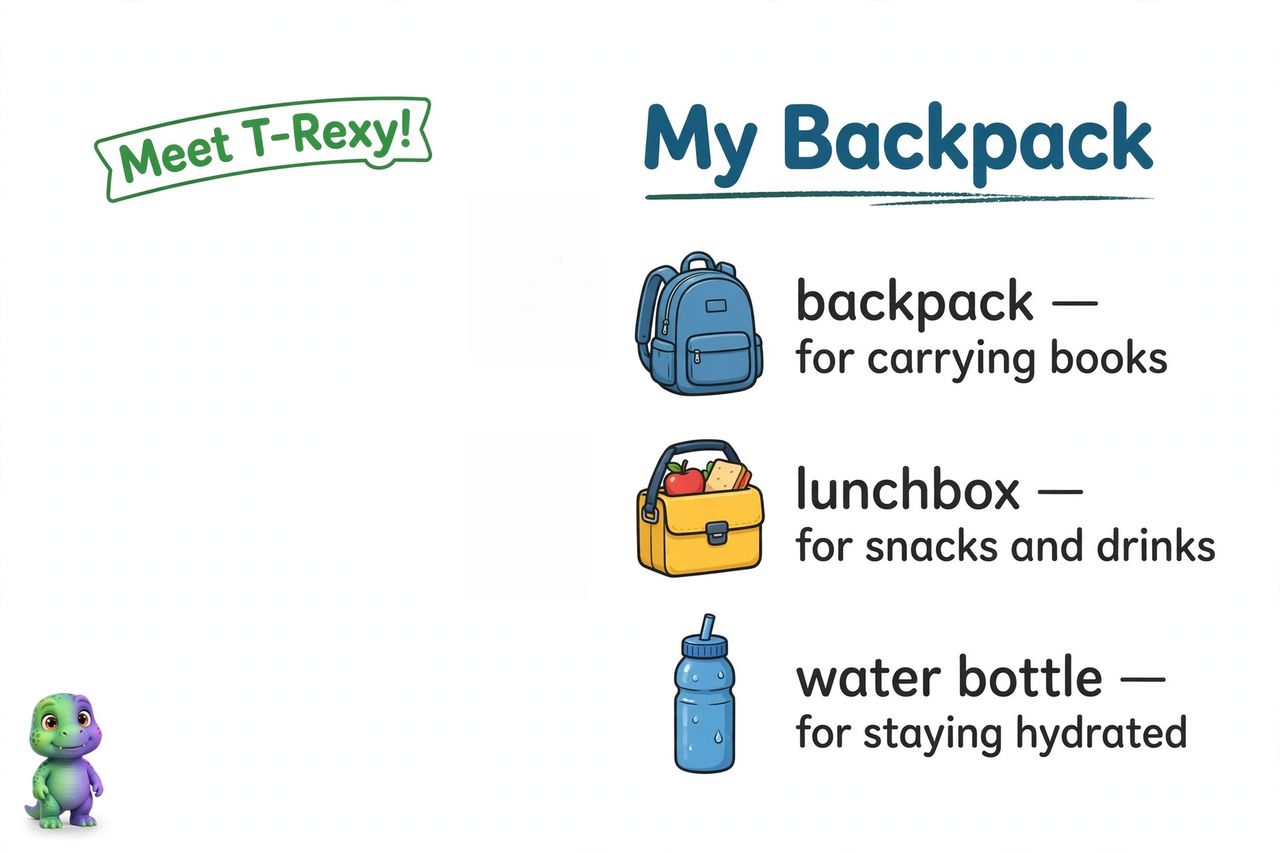 Meet T-Rexy!
My Backpack
backpack —
for carrying books
lunchbox —
for snacks and drinks
water bottle —
for staying hydrated